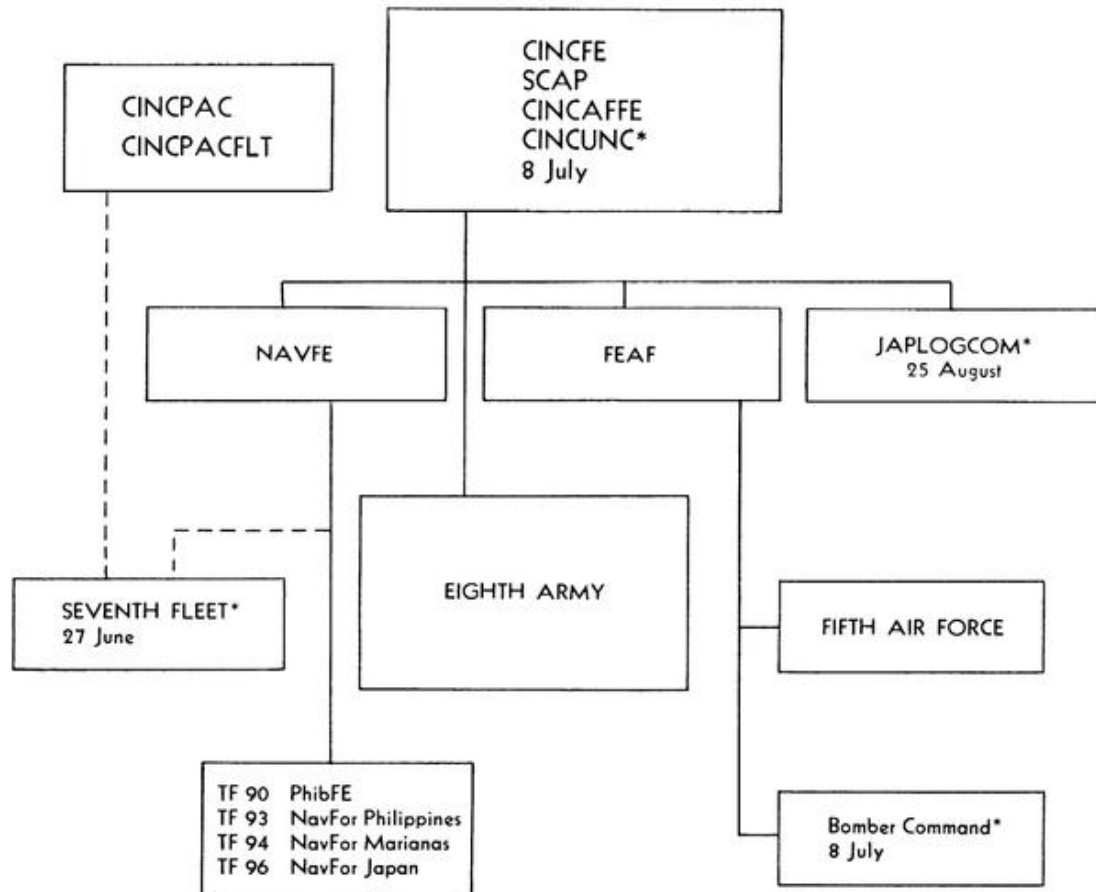 CINCPAC
CINCPACFLT
CINCFE
SCAP
CINCAFFE
CINCUNC*
8 July
NAVFE
FEAF
JAPLOGCOM*
25 August
SEVENTH FLEET*
27 June
EIGHTH ARMY
FIFTH AIR FORCE
TF 90 PhibFE
TF 93 NavFor Philippines
TF 94 NavFor Marianas
TF 96 NavFor Japan
Bomber Command*
8 July